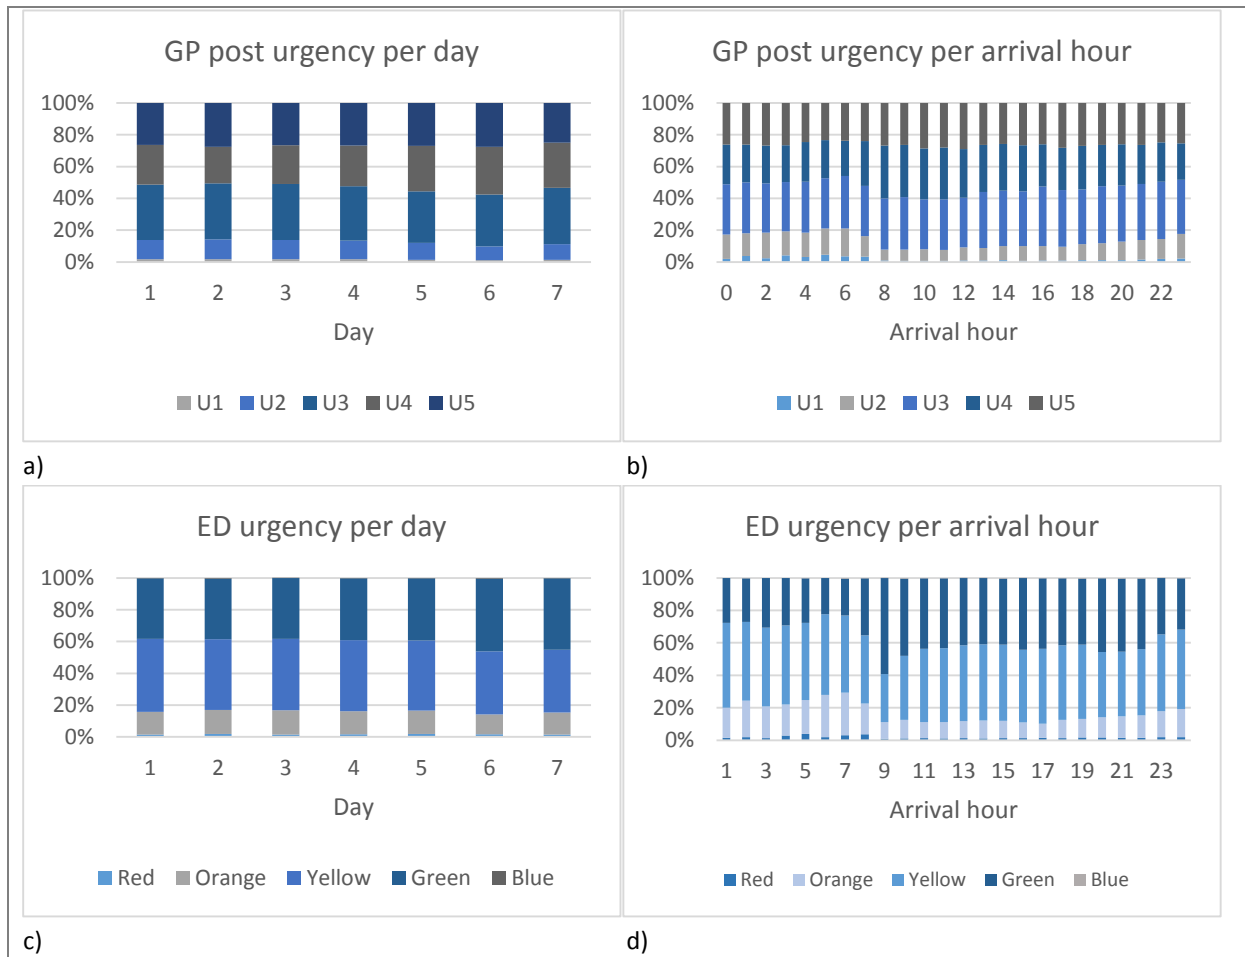 GP post urgency per day
100%
80%
60%
40%
20%
0%
1 2 3 4 5 6 7
Day
U1 U2 U3 U4 U5
a)
GP post urgency per arrival hour
100%
80%
60%
40%
20%
0%
0 2 4 6 8 10 12 14 16 18 20 22
Arrival hour
U1 U2 U3 U4 U5
b)
ED urgency per day
100%
80%
60%
40%
20%
0%
1 2 3 4 5 6 7
Day
Red Orange Yellow Green Blue
c)
ED urgency per arrival hour
100%
80%
60%
40%
20%
0%
1 3 5 7 9 11 13 15 17 19 21 23
Arrival hour
Red Orange Yellow Green Blue
d)